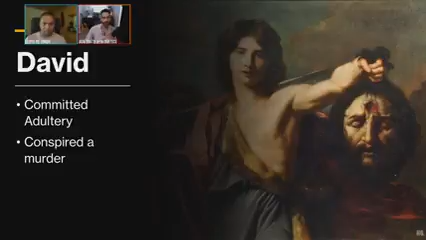 David
• Committed
Adultery
• Conspired a
murder